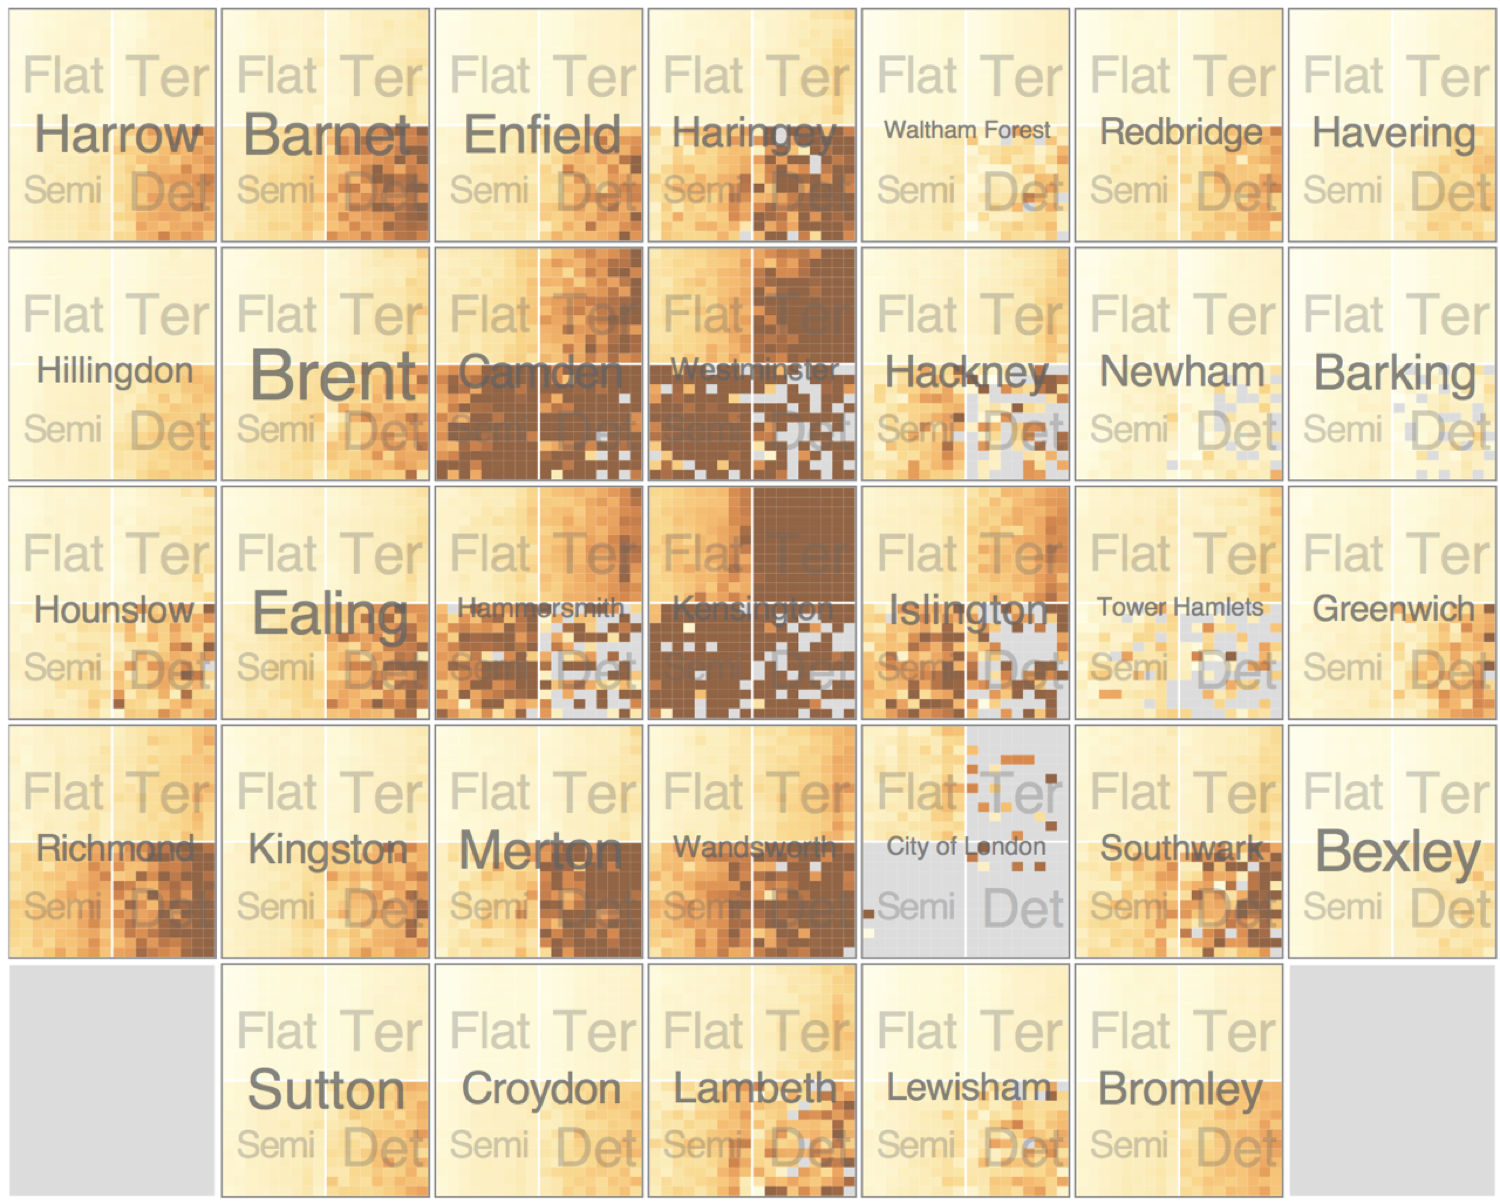 Flat Ter Flat Ter Flat Ter Flat Ter Flat Ter Flat Ter Flat Ter
Harrow Barnet Enfield Haringey Waltham Forest Redbridge Havering
Semi Det Semi Det Semi Det Semi Det Semi Det Semi Det Semi Det
Flat Ter Flat Ter Flat Ter Flat Ter Flat Ter Flat Ter Flat Ter
Hillingdon Brent Camden Westminster Hackney Newham Barking
Semi Det Semi Det Semi Det Semi Det Semi Det Semi Det Semi Det
Flat Ter Flat Ter Flat Ter Flat Ter Flat Ter Flat Ter Flat Ter
Hounslow Ealing Hammersmith Kensington Islington Tower Hamlets Greenwich
Semi Det Semi Det Semi Det Semi Det Semi Det Semi Det Semi Det
Flat Ter Flat Ter Flat Ter Flat Ter Flat Ter Flat Ter Flat Ter
Richmond Kingston Merton Wandsworth City of London Southwark Bexley
Semi Det Semi Det Semi Det Semi Det Semi Det Semi Det Semi Det
Flat Ter Flat Ter Flat Ter Flat Ter Flat Ter
Sutton Croydon Lambeth Lewisham Bromley
Semi Det Semi Det Semi Det Semi Det Semi Det